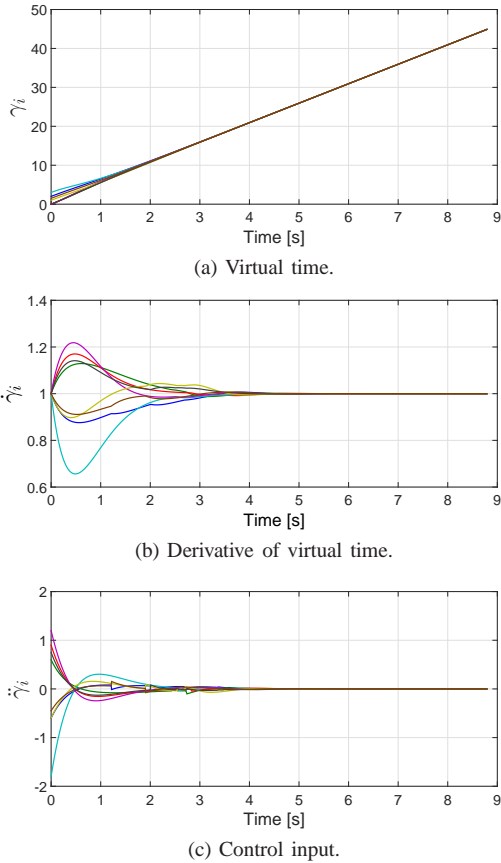 50
40
30
20
10
0
γᵢ
0 1 2 3 4 5 6 7 8 9
Time [s]
(a) Virtual time.
1.4
1.2
1
0.8
0.6
γ̇ᵢ
0 1 2 3 4 5 6 7 8 9
Time [s]
(b) Derivative of virtual time.
2
1
0
-1
-2
γ̈ᵢ
0 1 2 3 4 5 6 7 8 9
Time [s]
(c) Control input.